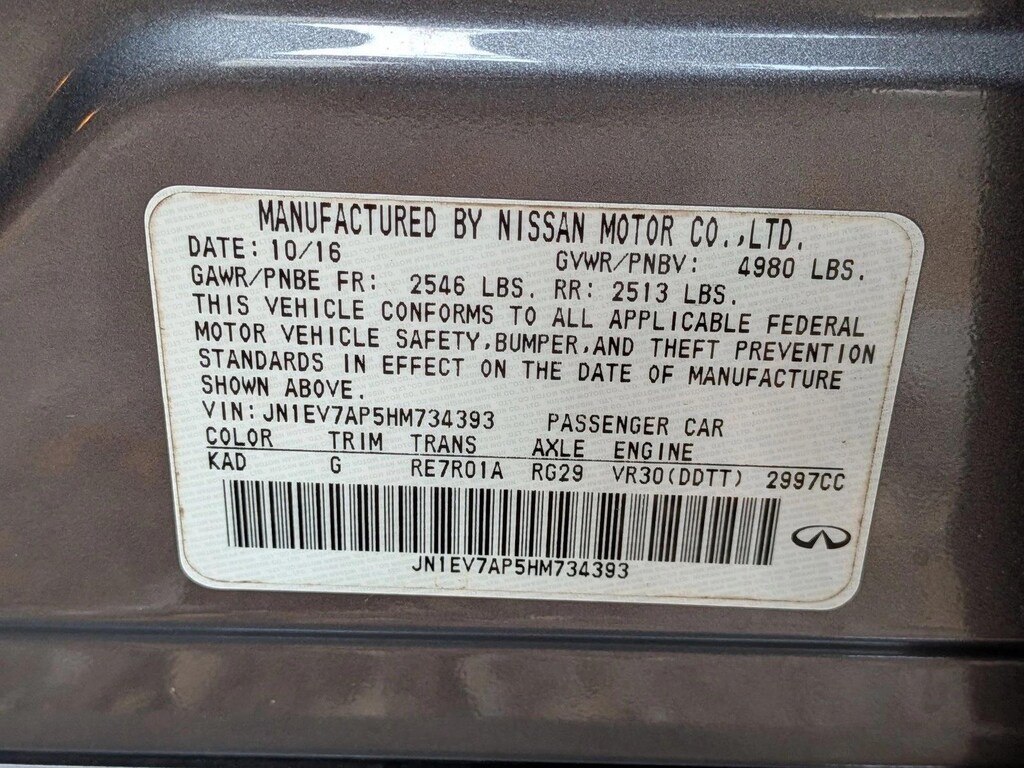 MANUFACTURED BY NISSAN MOTOR CO.,LTD.
DATE: 10/16 GVWR/PNBV: 4980 LBS.
GAWR/PNBE FR: 2546 LBS. RR: 2513 LBS.
THIS VEHICLE CONFORMS TO ALL APPLICABLE FEDERAL
MOTOR VEHICLE SAFETY,BUMPER,AND THEFT PREVENTION
STANDARDS IN EFFECT ON THE DATE OF MANUFACTURE
SHOWN ABOVE.
VIN:JN1EV7AP5HM734393 PASSENGER CAR
COLOR TRIM TRANS AXLE ENGINE
KAD G RE7R01A RG29 VR30(DDTT) 2997CC
JN1EV7AP5HM734393